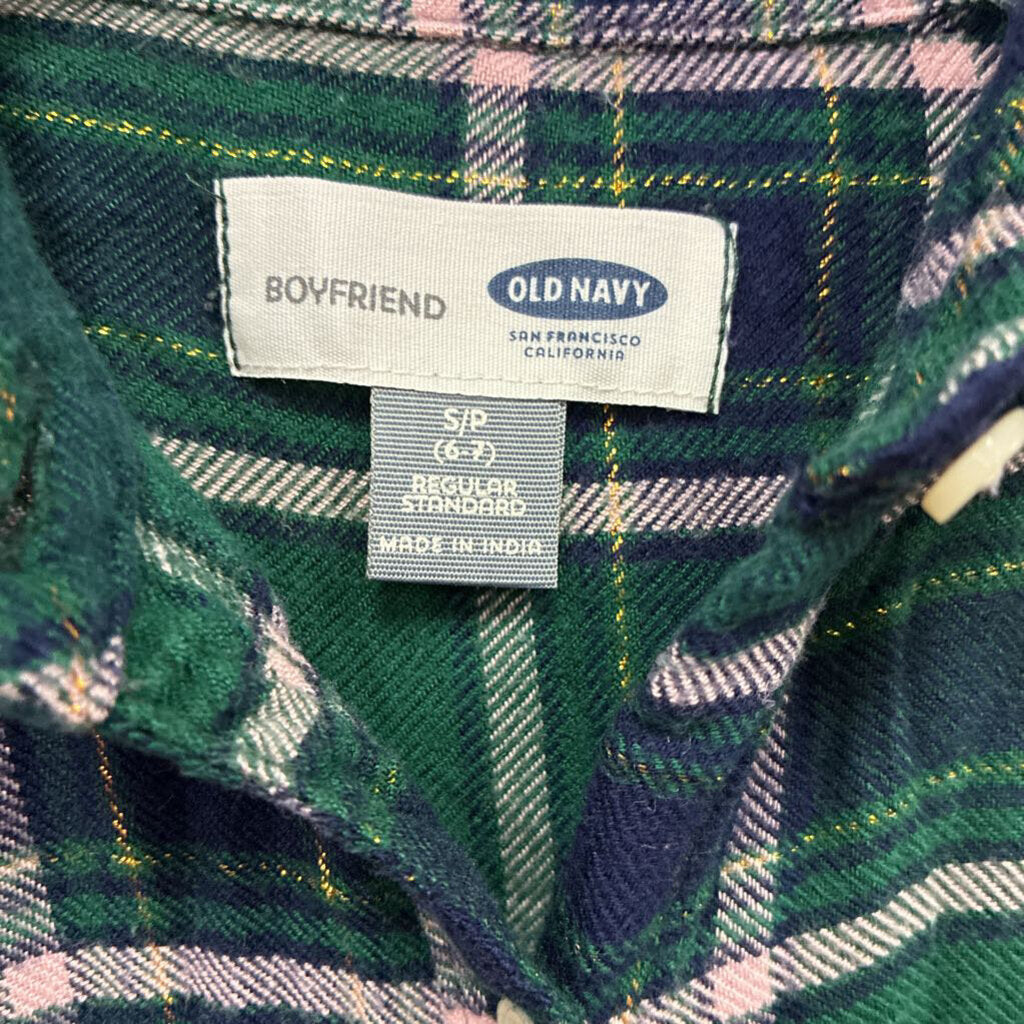 BOYFRIEND
OLD NAVY
SAN FRANCISCO
CALIFORNIA
S/P
(6-7)
REGULAR
STANDARD
MADE IN INDIA